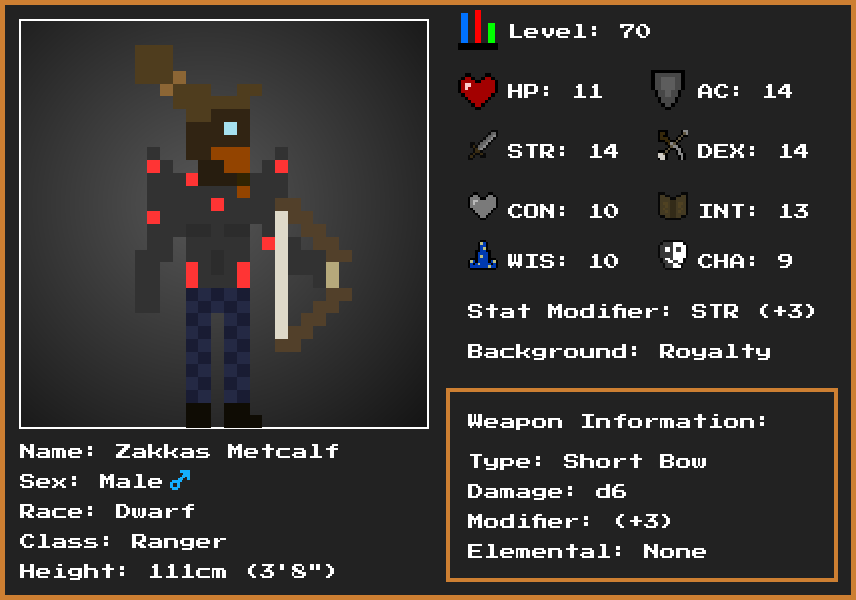 Level: 70
HP: 11
AC: 14
STR: 14
DEX: 14
CON: 10
INT: 13
WIS: 10
CHA: 9
Stat Modifier: STR (+3)
Background: Royalty
Weapon Information:
Type: Short Bow
Damage: d6
Modifier: (+3)
Elemental: None
Name: Zakkas Metcalf
Sex: Male ♂
Race: Dwarf
Class: Ranger
Height: 111cm (3'8")